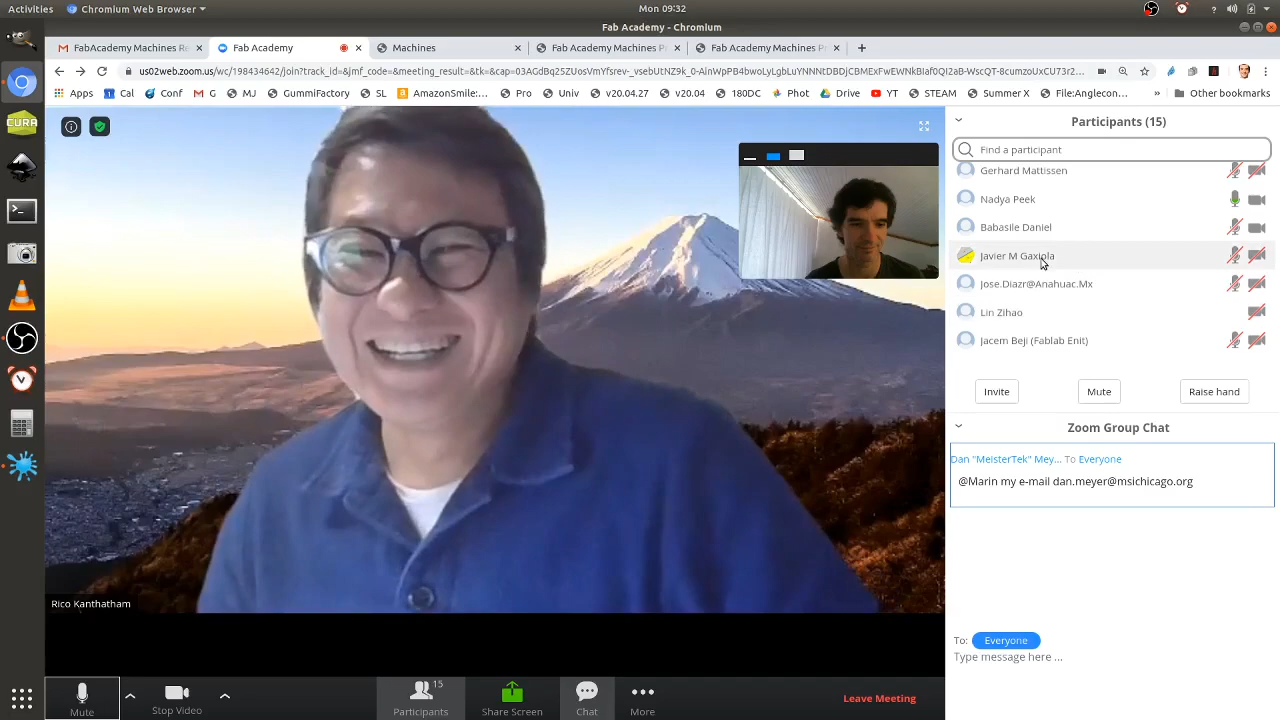 Activities
Chromium Web Browser
Mon 09:32
Fab Academy - Chromium
FabAcademy Machines Re
Fab Academy
Machines
Fab Academy Machines P
Fab Academy Machines P
Apps
Cal
Conf
G
MJ
GummiFactory
SL
AmazonSmile:...
Pro
Univ
v20.04.27
v20.04
180DC
Phot
Drive
YT
STEAM
Summer X
File:Anglecon...
»
Other bookmarks
CURA
Participants (15)
Find a participant
Gerhard Mattissen
Nadya Peek
Babasile Daniel
Javier M Gaxiola
Jose.Diazr@Anahuac.Mx
Lin Zihao
Jacem Beji (Fablab Enit)
Invite
Mute
Raise hand
Zoom Group Chat
Dan "MeisterTek" Mey... To Everyone
@Marin my e-mail dan.meyer@msichicago.org
Rico Kanthatham
To: Everyone
Type message here ...
Mute
Stop Video
15
Participants
Share Screen
Chat
More
Leave Meeting